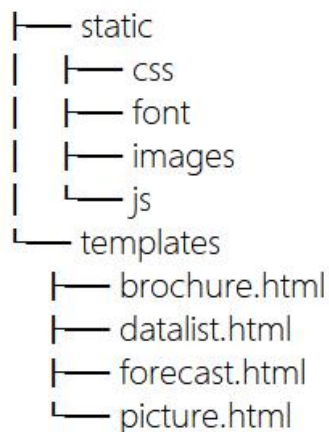 ├── static
│   ├── css
│   ├── font
│   ├── images
│   └── js
└── templates
    ├── brochure.html
    ├── datalist.html
    ├── forecast.html
    └── picture.html